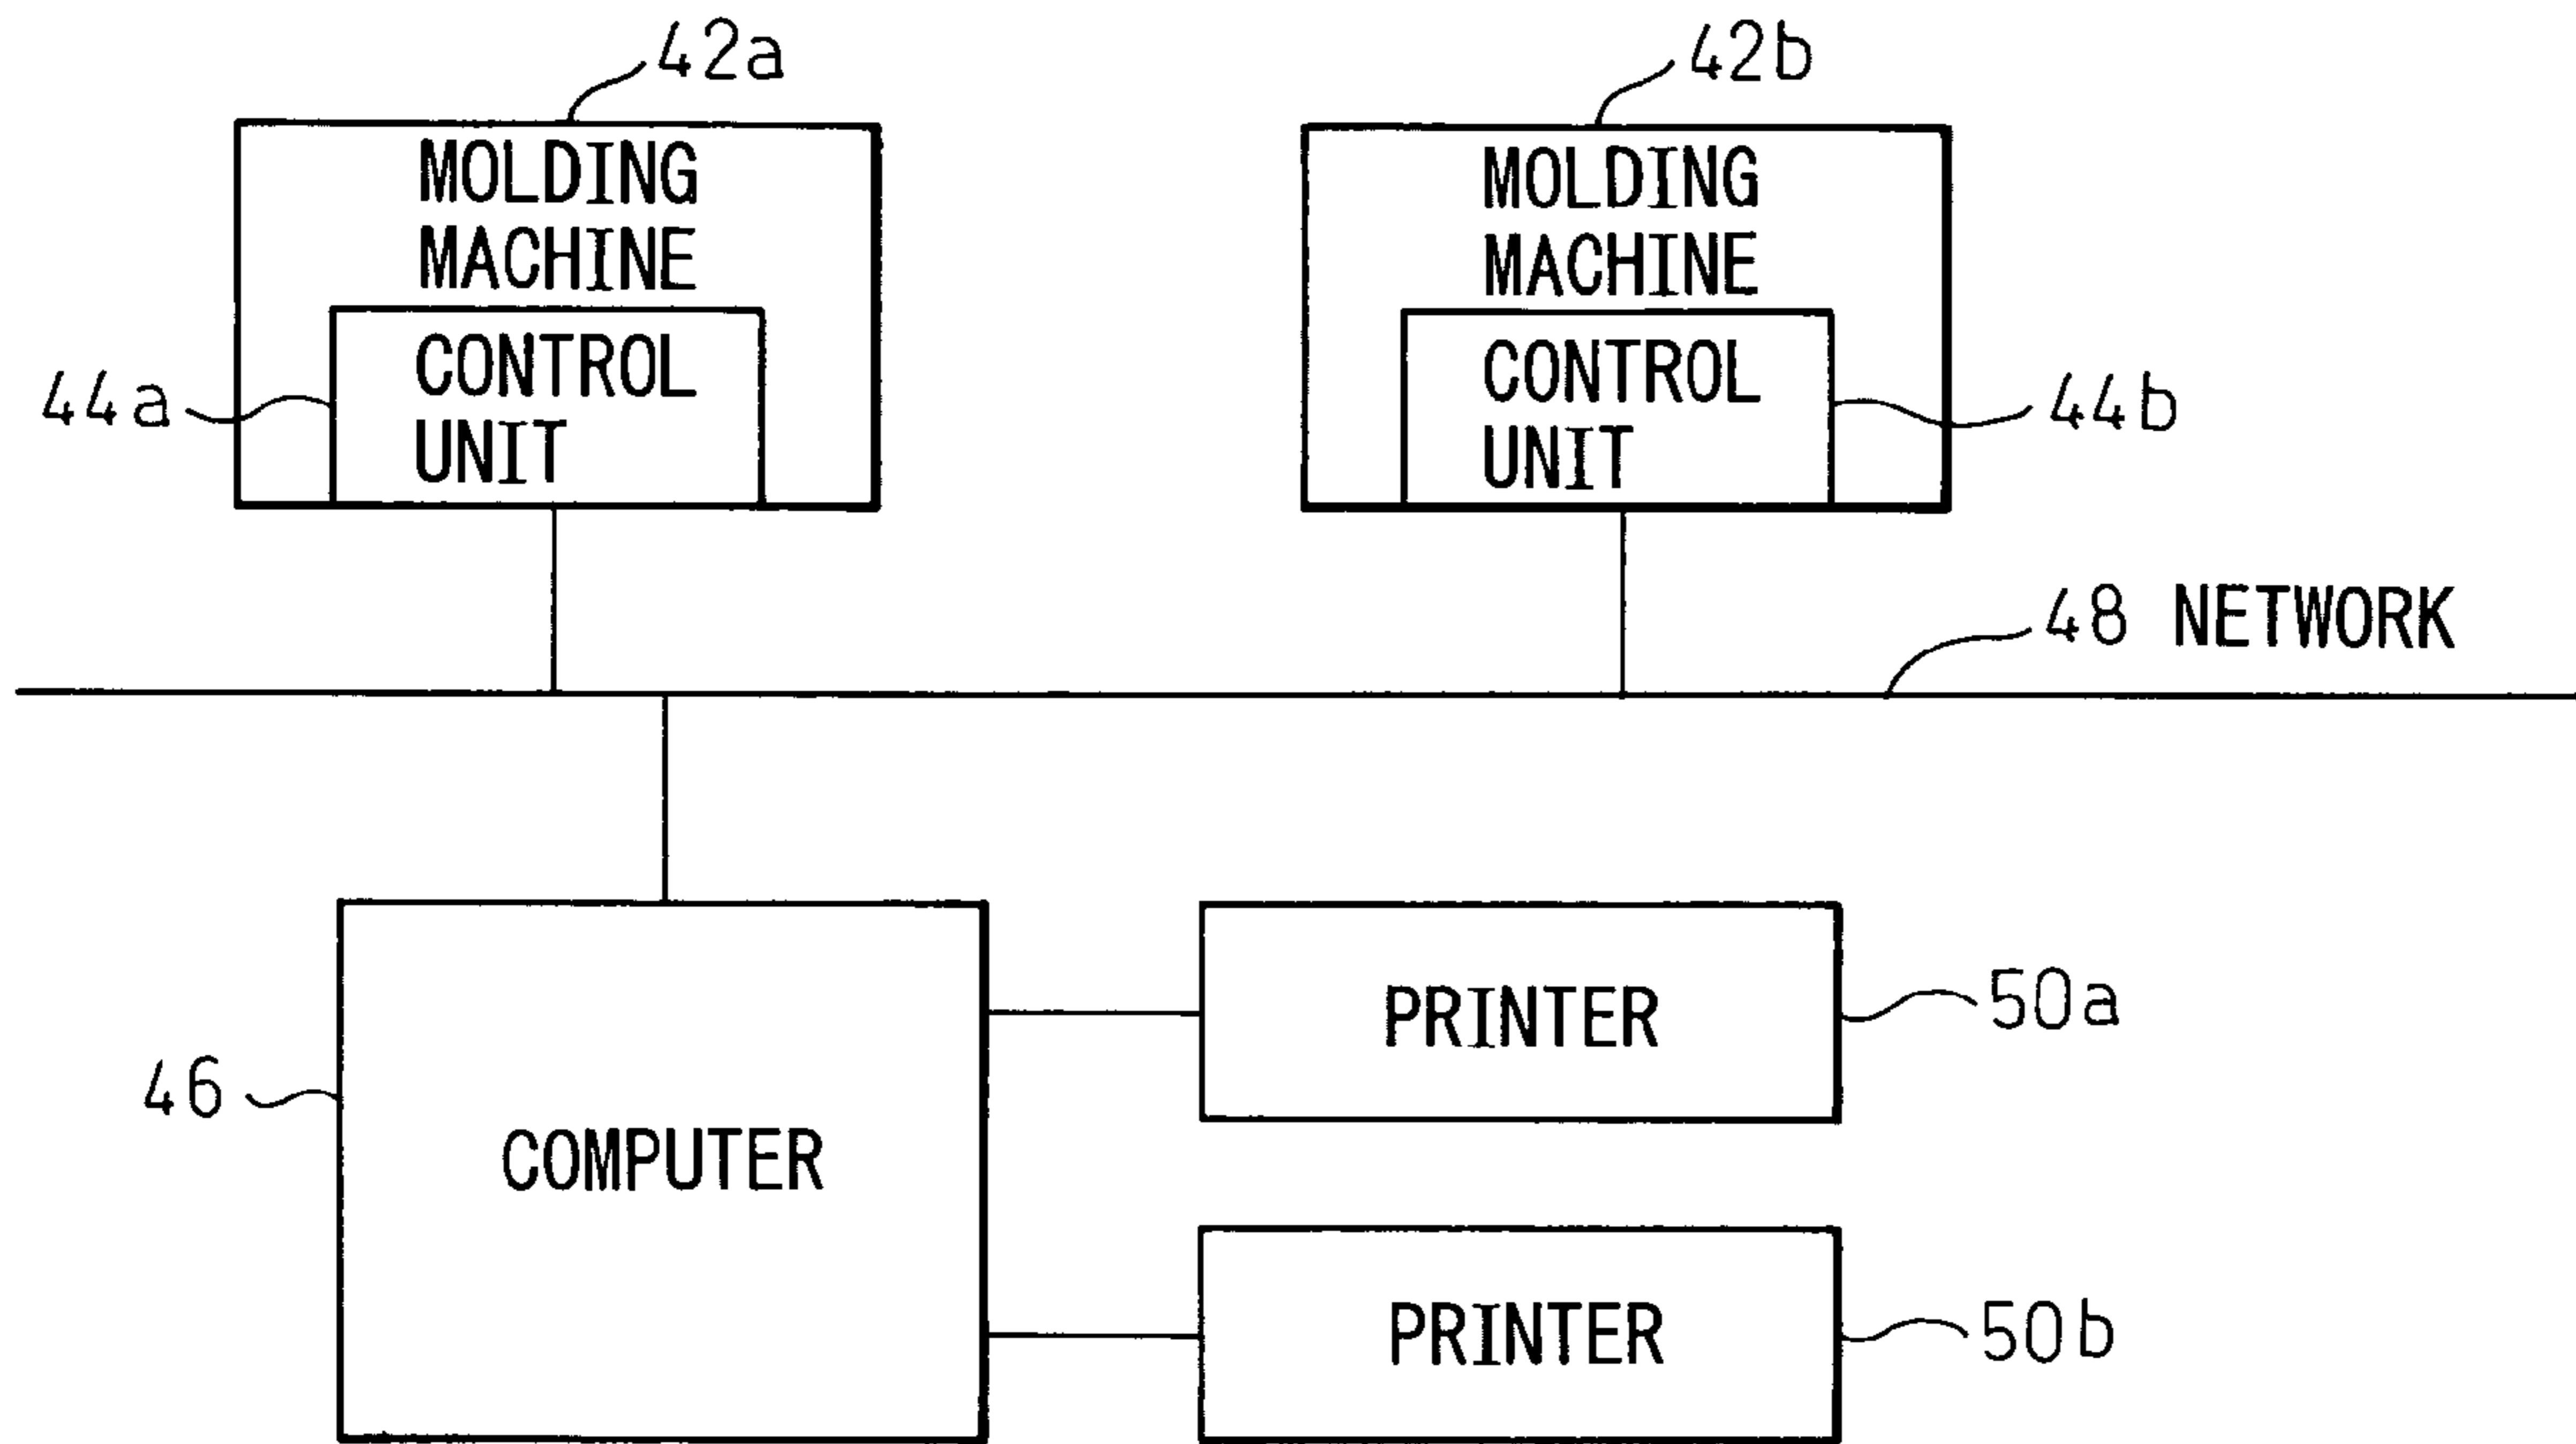 42a
42b
MOLDING
MACHINE
MOLDING
MACHINE
44a
CONTROL
UNIT
CONTROL
UNIT
44b
48 NETWORK
46
COMPUTER
PRINTER
50a
PRINTER
50b